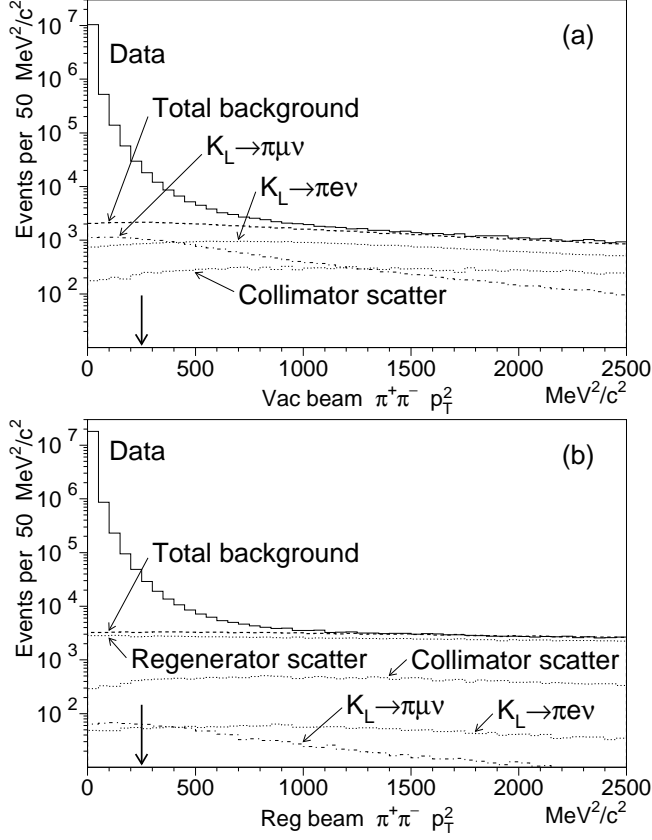 (a)
Data
Total background
K_L→πμν
K_L→πeν
Collimator scatter
Events per 50 MeV²/c²
10⁷
10⁶
10⁵
10⁴
10³
10²
0 500 1000 1500 2000 2500
Vac beam π⁺π⁻ p_T² MeV²/c²
(b)
Data
Total background
Regenerator scatter
Collimator scatter
K_L→πμν
K_L→πeν
Events per 50 MeV²/c²
10⁷
10⁶
10⁵
10⁴
10³
10²
0 500 1000 1500 2000 2500
Reg beam π⁺π⁻ p_T² MeV²/c²